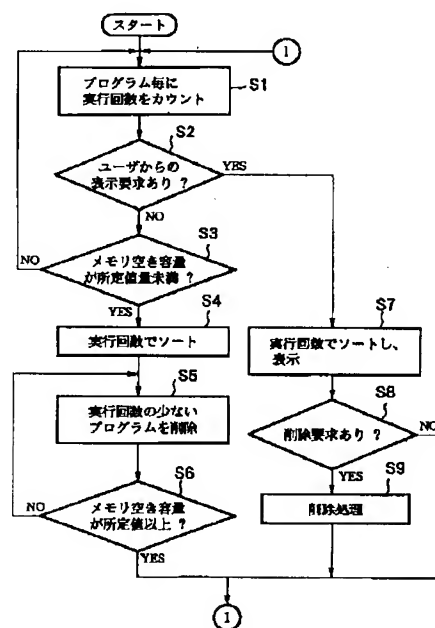 スタート
1
プログラム毎に
実行回数をカウント
S1
S2
ユーザからの
表示要求あり ?
YES
NO
S3
メモリ空き容量
が所定値量未満 ?
NO
YES
S4
実行回数でソート
S7
実行回数でソートし、
表示
S5
実行回数の少ない
プログラムを削除
S8
削除要求あり ?
NO
YES
S6
メモリ空き容量
が所定値以上 ?
NO
YES
S9
削除処理
1